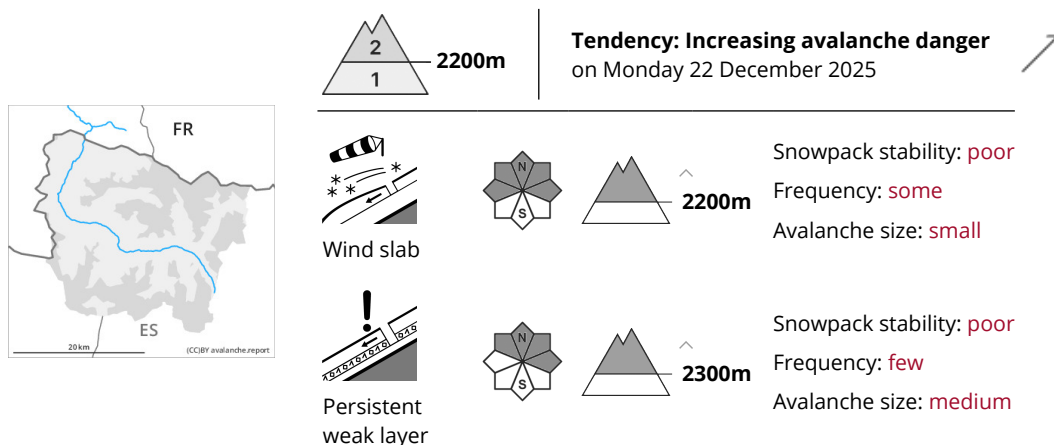 2
1
2200m
Tendency: Increasing avalanche danger
on Monday 22 December 2025
FR
ES
20 km
(CC)BY avalanche.report
Wind slab
N
S
2200m
Snowpack stability: poor
Frequency: some
Avalanche size: small
Persistent
weak layer
N
S
2300m
Snowpack stability: poor
Frequency: few
Avalanche size: medium